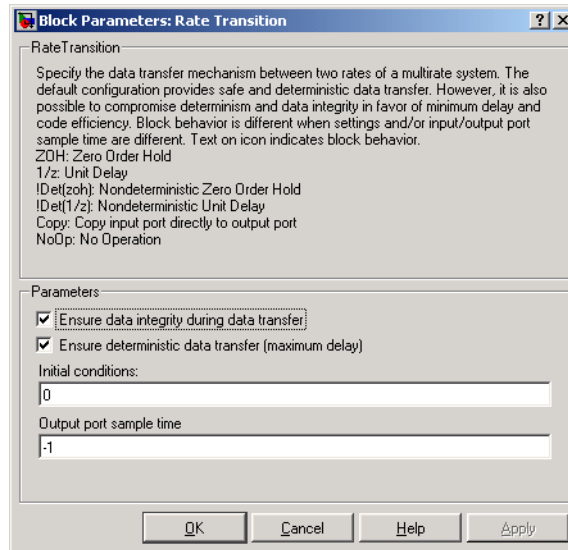 Block Parameters: Rate Transition
RateTransition
Specify the data transfer mechanism between two rates of a multirate system. The
default configuration provides safe and deterministic data transfer. However, it is also
possible to compromise determinism and data integrity in favor of minimum delay and
code efficiency. Block behavior is different when settings and/or input/output port
sample time are different. Text on icon indicates block behavior.
ZOH: Zero Order Hold
1/z: Unit Delay
!Det(zoh): Nondeterministic Zero Order Hold
!Det(1/z): Nondeterministic Unit Delay
Copy: Copy input port directly to output port
NoOp: No Operation
Parameters
Ensure data integrity during data transfer
Ensure deterministic data transfer (maximum delay)
Initial conditions:
0
Output port sample time
-1
OK Cancel Help Apply